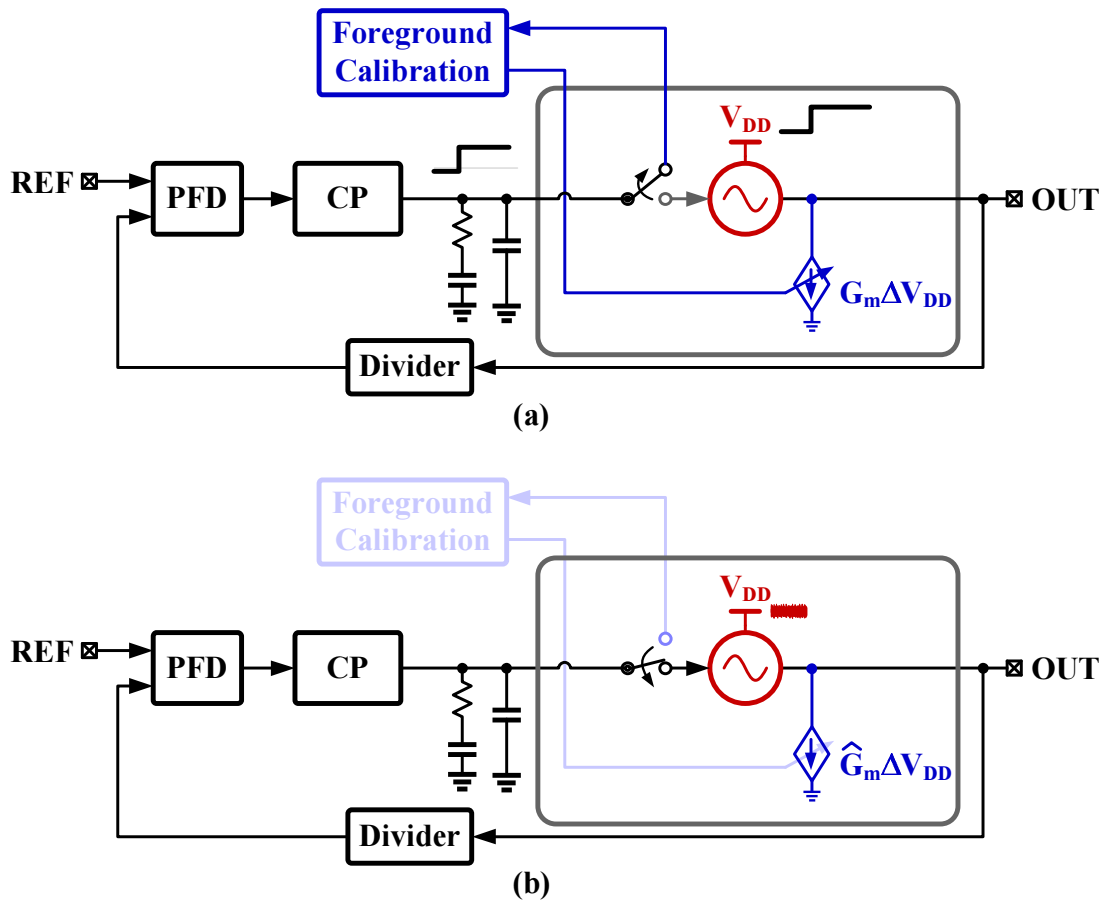 Foreground
Calibration
V_DD
REF
PFD
CP
OUT
G_mΔV_DD
Divider
(a)
Foreground
Calibration
V_DD
REF
PFD
CP
OUT
Ĝ_mΔV_DD
Divider
(b)